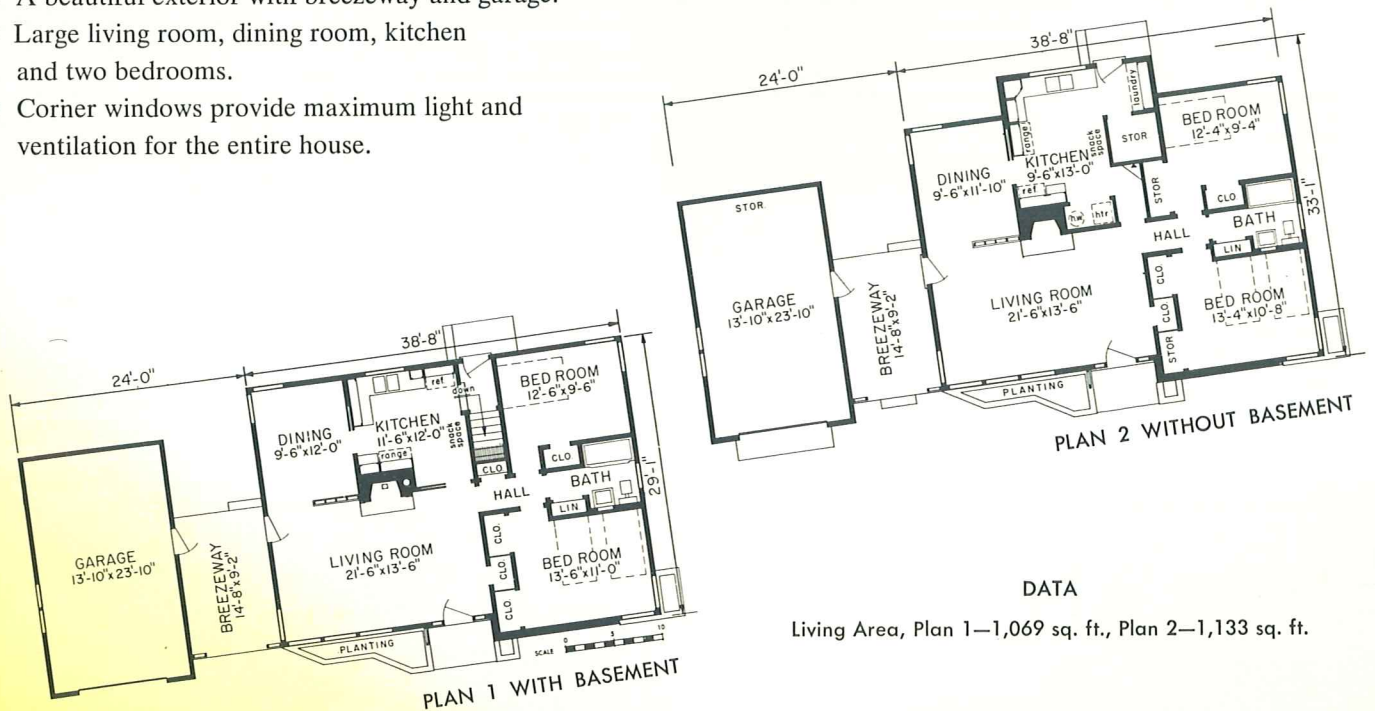 A beautiful exterior with breezeway and garage.
Large living room, dining room, kitchen
and two bedrooms.
Corner windows provide maximum light and
ventilation for the entire house.
24'-0"
38'-8"
33'-1"
STOR.
GARAGE
13'-10"x23'-10"
BREEZEWAY
14'-8"x9'-2"
DINING
9'-6"x11'-10"
KITCHEN
9'-6"x13'-0"
range
ref
snack
space
laundry
STOR
STOR
hw
htr
BED ROOM
12'-4"x9'-4"
CLO
BATH
HALL
LIN
LIVING ROOM
21'-6"x13'-6"
CLO.
CLO.
STOR
BED ROOM
13'-4"x10'-8"
PLANTING
PLAN 2 WITHOUT BASEMENT
24'-0"
38'-8"
29'-1"
GARAGE
13'-10"x23'-10"
BREEZEWAY
14'-8"x9'-2"
DINING
9'-6"x12'-0"
KITCHEN
11'-6"x12'-0"
range
ref.
down
snack
space
CLO
BED ROOM
12'-6"x9'-6"
CLO
BATH
HALL
LIN
LIVING ROOM
21'-6"x13'-6"
CLO.
CLO.
CLO.
BED ROOM
13'-6"x11'-0"
PLANTING
SCALE 0 5 10
PLAN 1 WITH BASEMENT
DATA
Living Area, Plan 1—1,069 sq. ft., Plan 2—1,133 sq. ft.